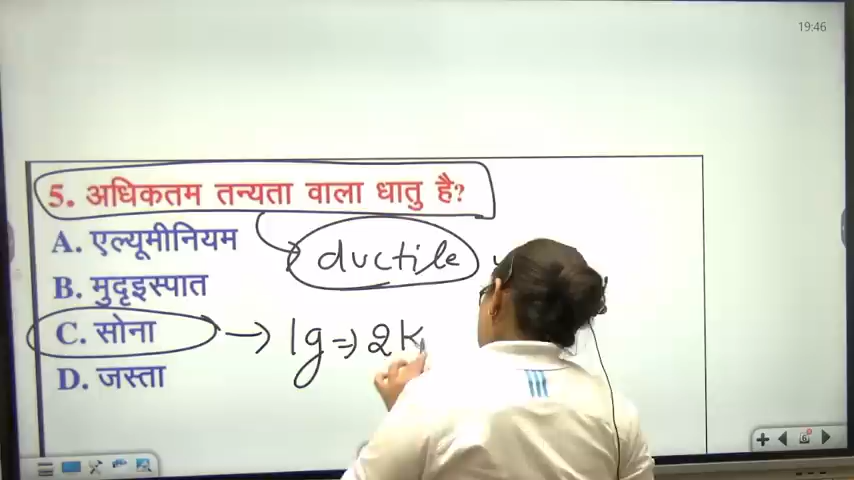 19:46
5. अधिकतम तन्यता वाला धातु है?
A. एल्यूमीनियम
ductile
B. मुदृइस्पात
C. सोना → 1g ⇒ 2K
D. जस्ता